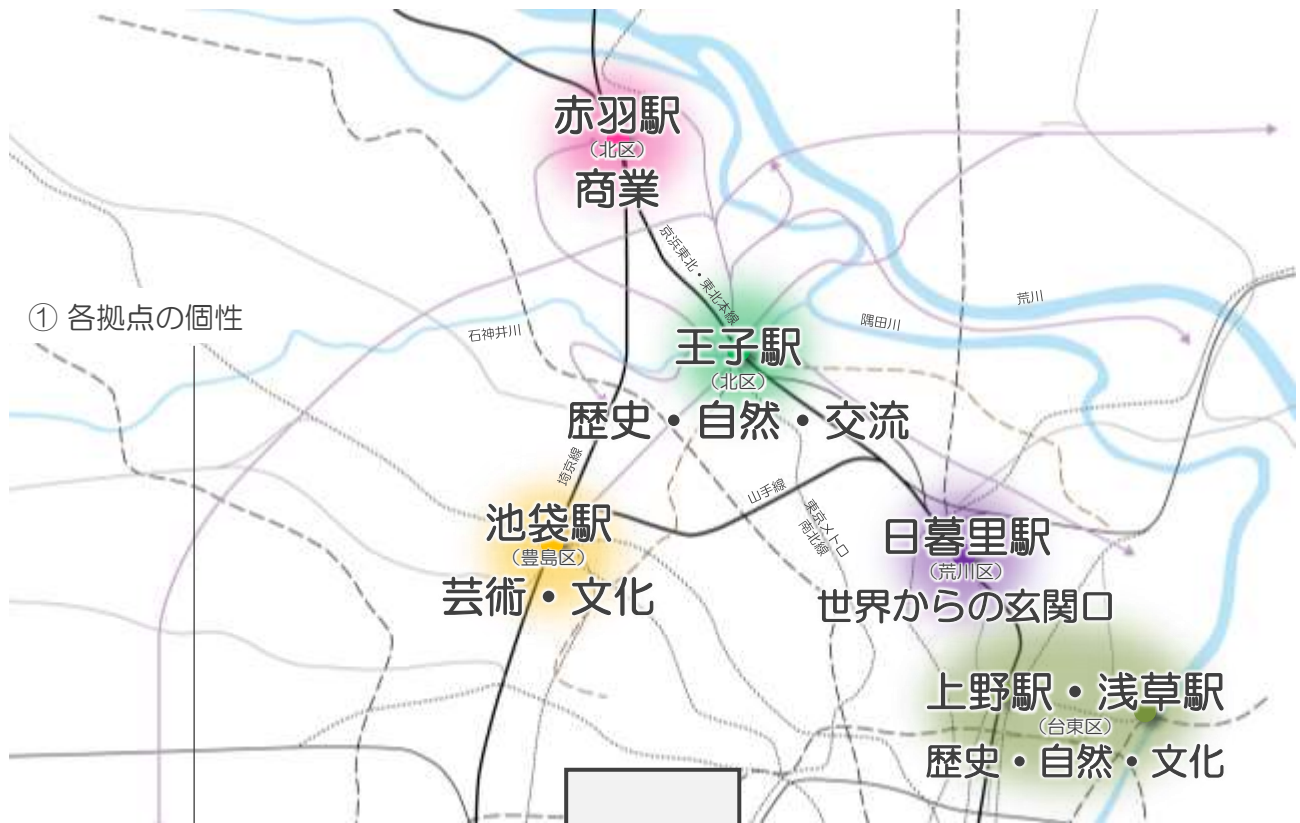 赤羽駅
（北区）
商業
京浜東北・東北本線
荒川
① 各拠点の個性
石神井川
隅田川
王子駅
（北区）
歴史・自然・交流
埼京線
山手線
東京メトロ
南北線
池袋駅
（豊島区）
芸術・文化
日暮里駅
（荒川区）
世界からの玄関口
上野駅・浅草駅
（台東区）
歴史・自然・文化